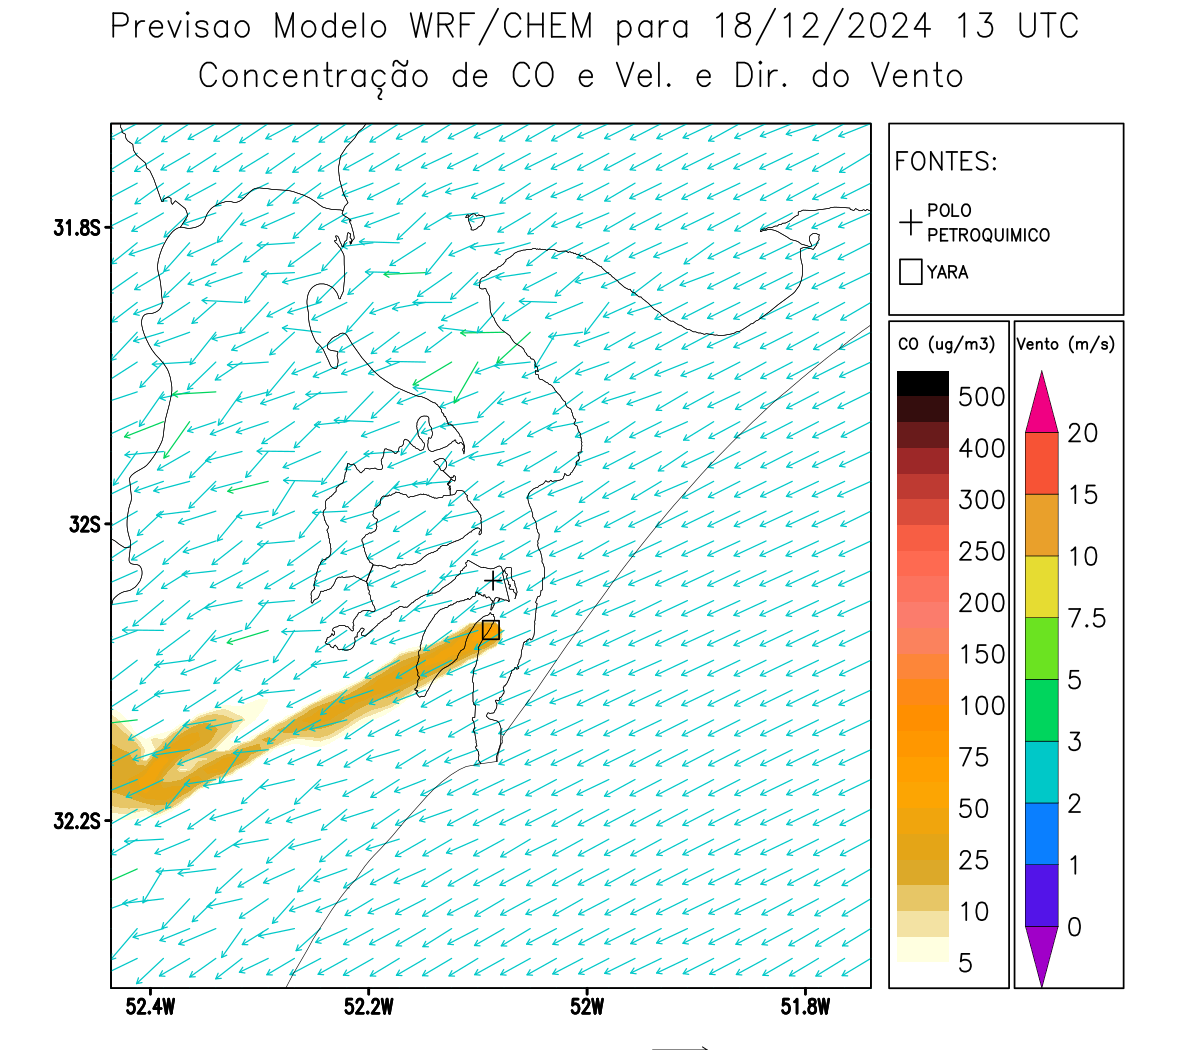 Previsao Modelo WRF/CHEM para 18/12/2024 13 UTC
Concentração de CO e Vel. e Dir. do Vento
FONTES:
POLO
PETROQUIMICO
YARA
31.8S
32S
32.2S
52.4W
52.2W
52W
51.8W
CO (ug/m3)
500
400
300
250
200
150
100
75
50
25
10
5
Vento (m/s)
20
15
10
7.5
5
3
2
1
0